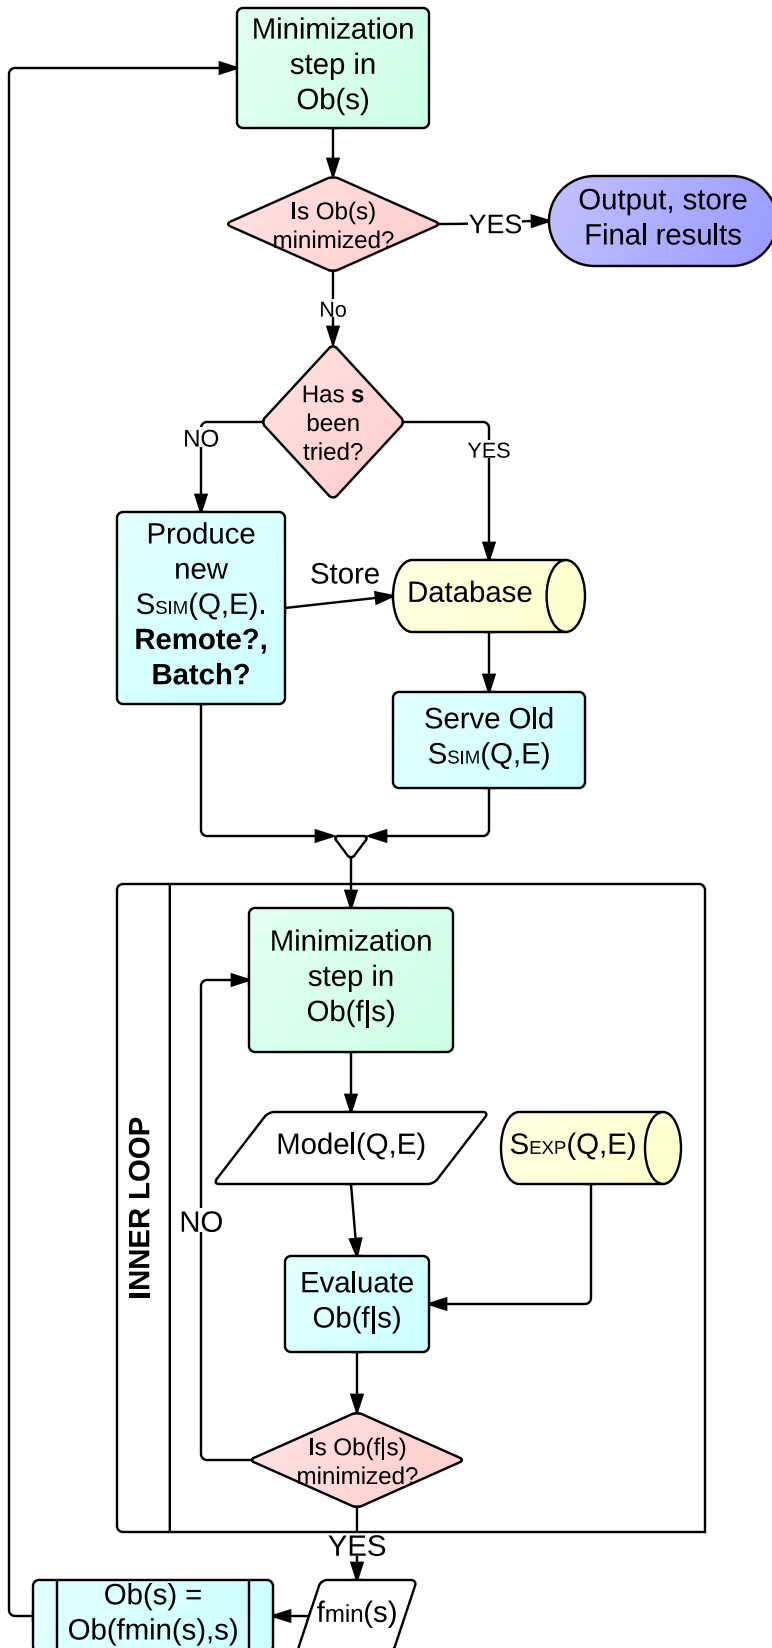 Minimization
step in
Ob(s)
Is Ob(s)
minimized?
YES
Output, store
Final results
No
Has s
been
tried?
NO
YES
Produce
new
SSIM(Q,E).
Remote?,
Batch?
Store
Database
Serve Old
SSIM(Q,E)
INNER LOOP
Minimization
step in
Ob(f|s)
Model(Q,E)
SEXP(Q,E)
NO
Evaluate
Ob(f|s)
Is Ob(f|s)
minimized?
YES
Ob(s) =
Ob(fmin(s),s)
fmin(s)